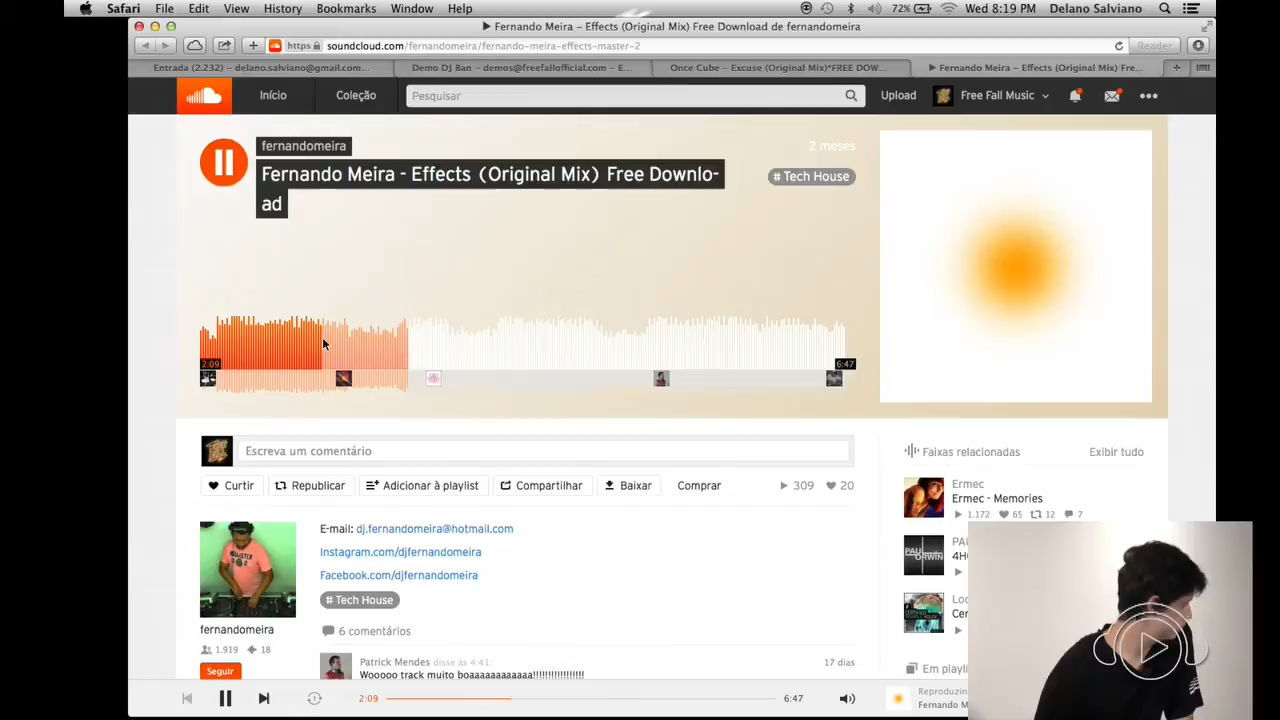 Safari File Edit View History Bookmarks Window Help 72% Wed 8:19 PM Delano Salviano
Fernando Meira – Effects (Original Mix) Free Download de fernandomeira
https soundcloud.com/fernandomeira/fernando-meira-effects-master-2 Reader
Entrada (2.232) – delano.salviano@gmail.com... Demo DJ Ban – demos@freefallofficial.com – E... Once Cube – Excuse (Original Mix)*FREE DOW... Fernando Meira – Effects (Original Mix) Fre...
Início Coleção Pesquisar Upload Free Fall Music
fernandomeira 2 meses
Fernando Meira - Effects (Original Mix) Free Downlo-
ad
# Tech House
2:09 6:47
Escreva um comentário
Curtir Republicar Adicionar à playlist Compartilhar Baixar Comprar 309 20
E-mail: dj.fernandomeira@hotmail.com
Instagram.com/djfernandomeira
Facebook.com/djfernandomeira
# Tech House
fernandomeira
1.919 18
Seguir
6 comentários
Patrick Mendes disse às 4:41: 17 dias
Wooooo track muito boaaaaaaaaaaa!!!!!!!!!!!!!!!!!
Faixas relacionadas Exibir tudo
Ermec
Ermec - Memories
1.172 65 12 7
PAU
ORWIN
Em playli
2:09 6:47
Reproduzin
Fernando M